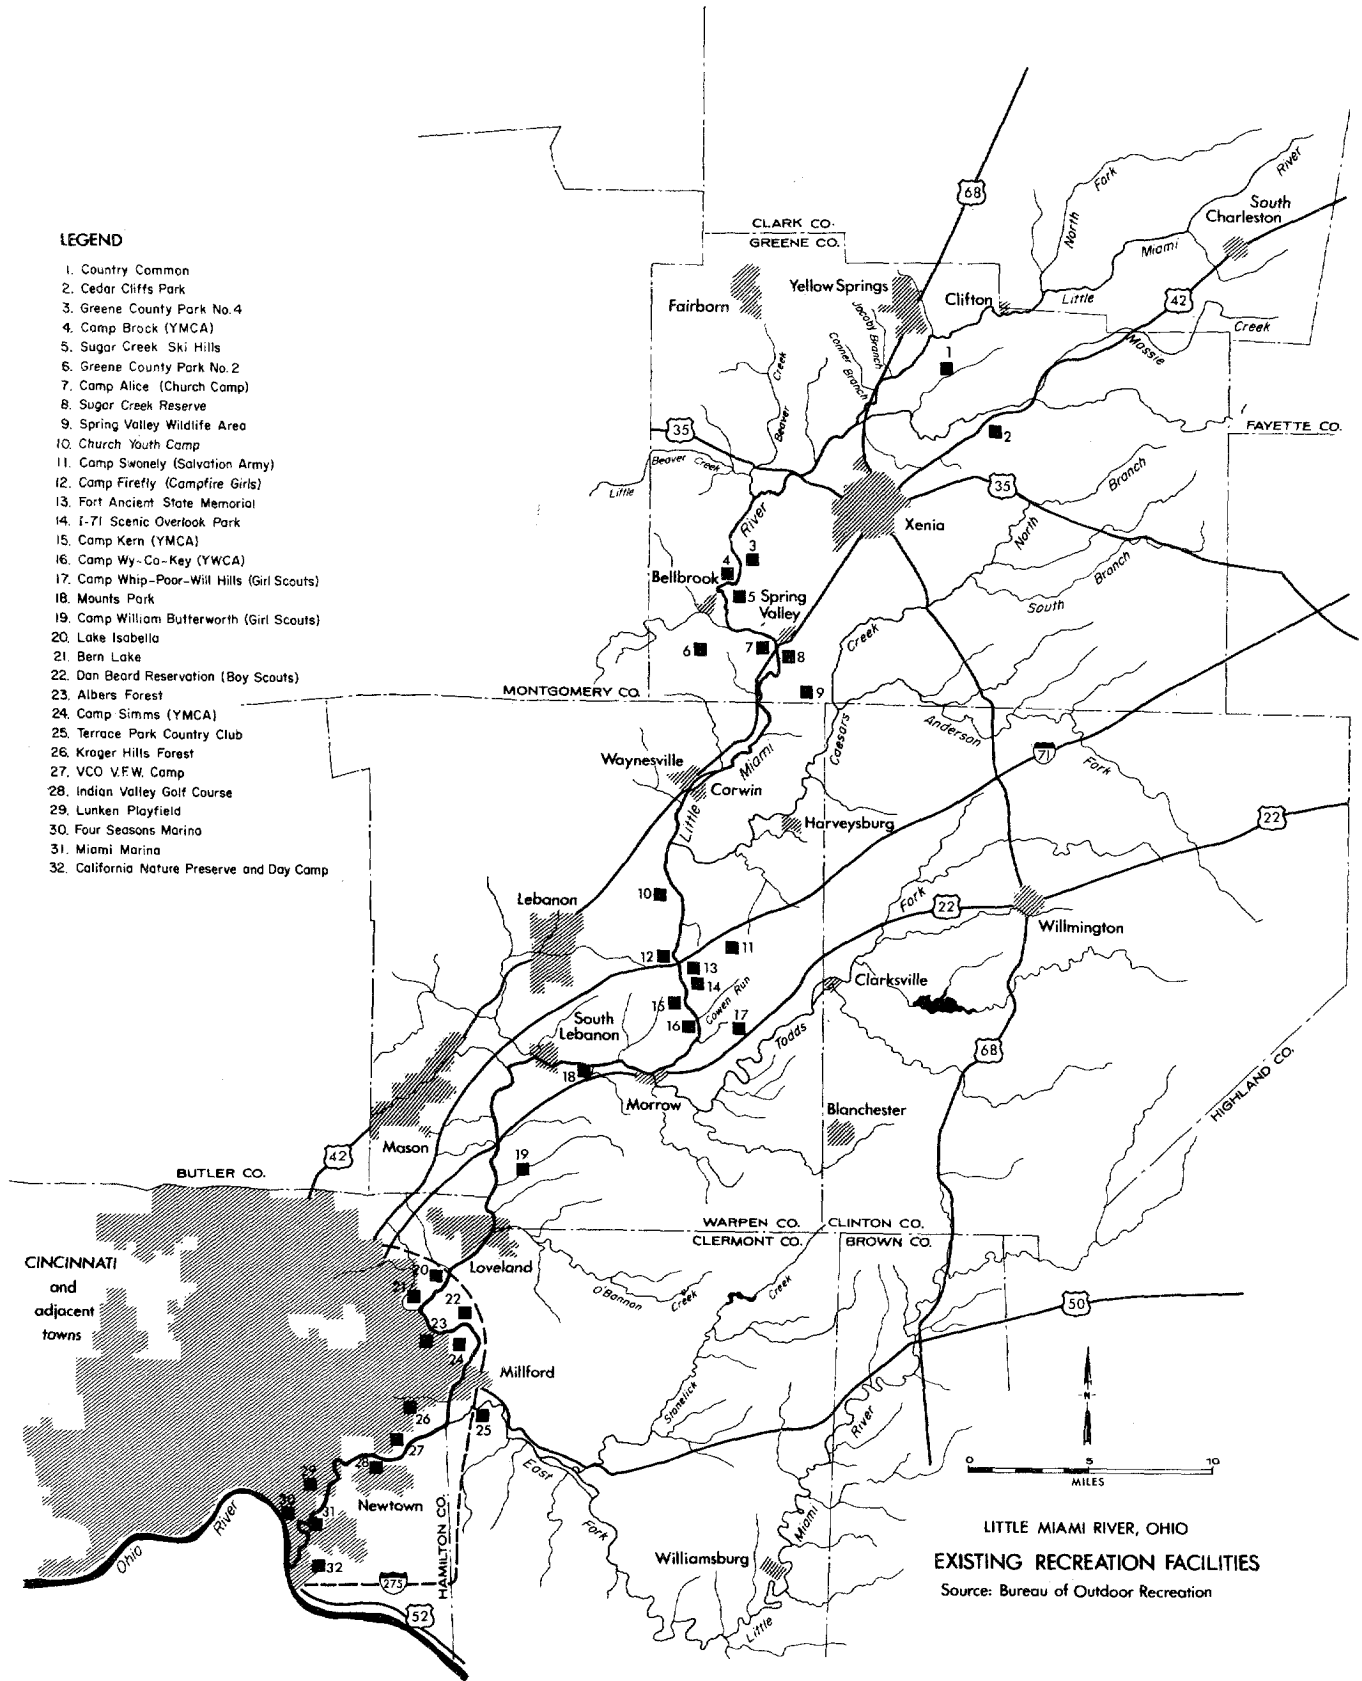 LEGEND
1. Country Common
2. Cedar Cliffs Park
3. Greene County Park No.4
4. Camp Brock (YMCA)
5. Sugar Creek Ski Hills
6. Greene County Park No.2
7. Camp Alice (Church Camp)
8. Sugar Creek Reserve
9. Spring Valley Wildlife Area
10. Church Youth Camp
11. Camp Swonely (Salvation Army)
12. Camp Firefly (Campfire Girls)
13. Fort Ancient State Memorial
14. I-71 Scenic Overlook Park
15. Camp Kern (YMCA)
16. Camp Wy-Ca-Key (YWCA)
17. Camp Whip-Poor-Will Hills (Girl Scouts)
18. Mounts Park
19. Camp William Butterworth (Girl Scouts)
20. Lake Isabella
21. Bern Lake
22. Dan Beard Reservation (Boy Scouts)
23. Albers Forest
24. Camp Simms (YMCA)
25. Terrace Park Country Club
26. Kroger Hills Forest
27. VCO V.F.W. Camp
28. Indian Valley Golf Course
29. Lunken Playfield
30. Four Seasons Marina
31. Miami Marina
32. California Nature Preserve and Day Camp
68
North
Fork
River
South
Charleston
Miami
Little
42
CLARK CO.
GREENE CO.
Fairborn
Yellow Springs
Clifton
Jacoby Branch
Conner
Branch
Massie
Creek
1
2
FAYETTE CO.
35
Beaver
Creek
Little
Beaver Creek
River
Xenia
35
North
Branch
South
Branch
3
4
Bellbrook
5
Spring
Valley
6
7
8
9
Creek
Caesars
Anderson
Fork
MONTGOMERY CO.
Waynesville
Corwin
Miami
Little
71
Harveysburg
22
10
Lebanon
11
12
13
14
15
16
17
Cowen Run
Fork
22
Willmington
Clarksville
Todds
South
Lebanon
18
Morrow
68
HIGHLAND CO.
Blanchester
Mason
42
19
BUTLER CO.
WARPEN CO.
CLINTON CO.
CLERMONT CO.
BROWN CO.
CINCINNATI
and
adjacent
towns
Loveland
20
21
22
23
24
O'Bannon
Creek
Creek
Stonelick
50
Millford
25
26
27
28
29
30
31
32
Newtown
HAMILTON CO.
East
Fork
River
Miami
Little
Williamsburg
Ohio
River
275
52
N
0 5 10
MILES
LITTLE MIAMI RIVER, OHIO
EXISTING RECREATION FACILITIES
Source: Bureau of Outdoor Recreation